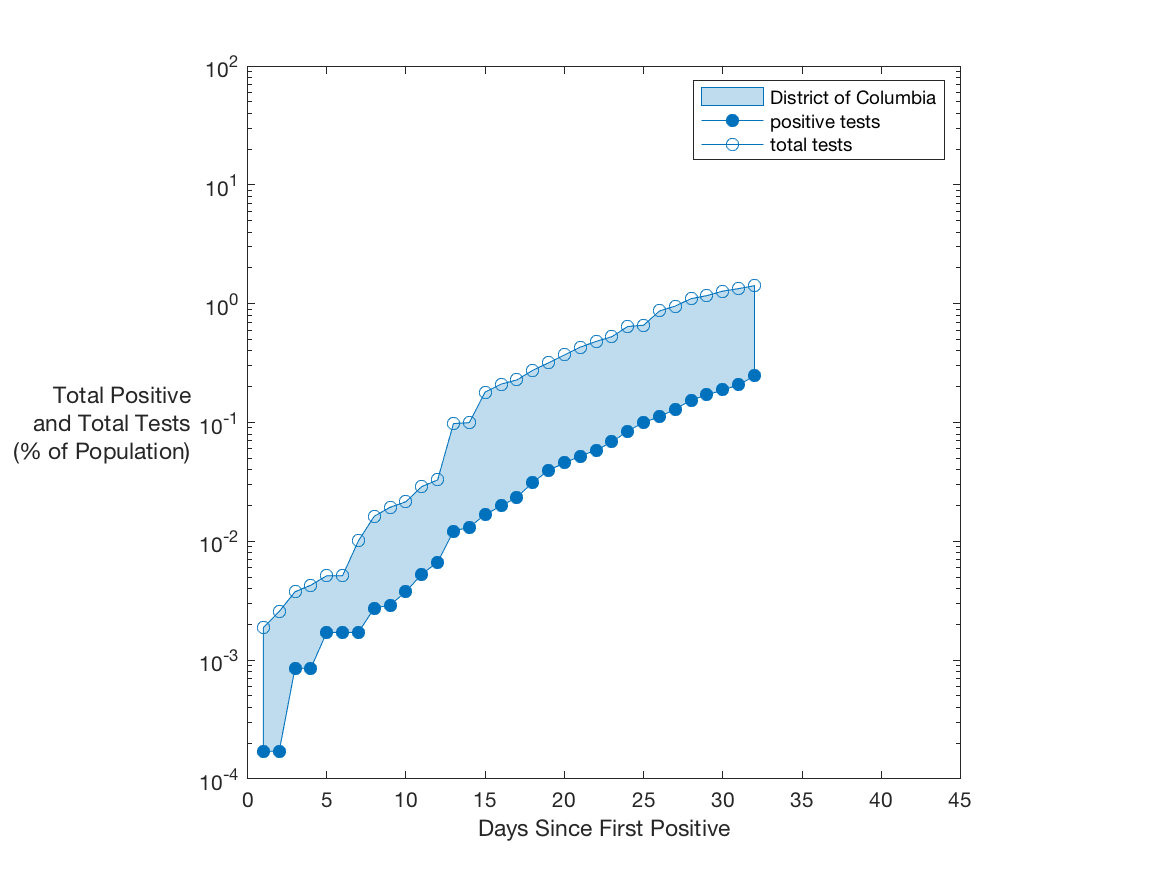 10^2
10^1
10^0
10^-1
10^-2
10^-3
10^-4
Total Positive
and Total Tests
(% of Population)
District of Columbia
positive tests
total tests
0 5 10 15 20 25 30 35 40 45
Days Since First Positive